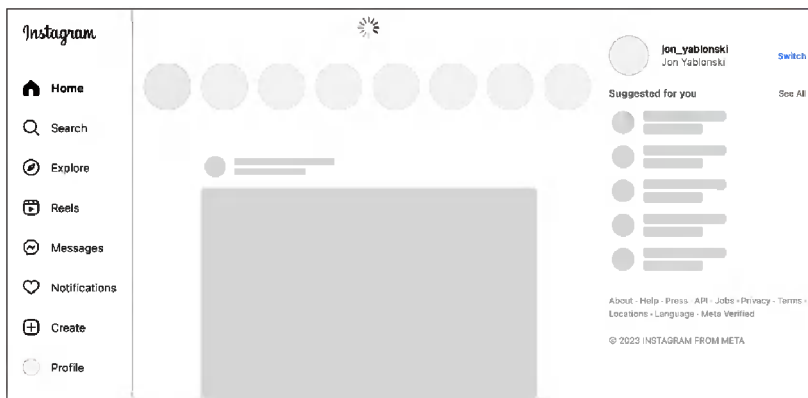 Instagram
Home
Search
Explore
Reels
Messages
Notifications
Create
Profile
jon_yablonski
Jon Yablonski
Switch
Suggested for you
See All
About · Help · Press · API · Jobs · Privacy · Terms ·
Locations · Language · Meta Verified
© 2023 INSTAGRAM FROM META